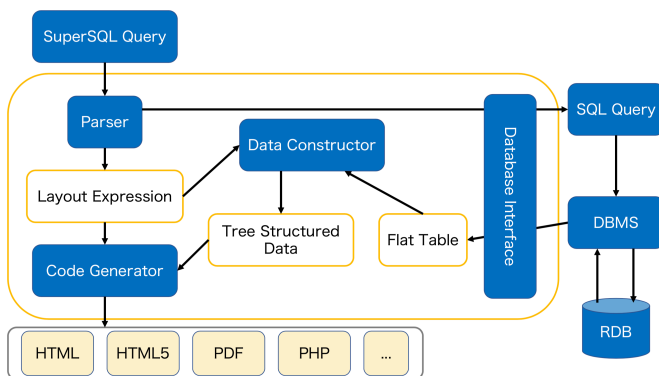 SuperSQL Query
Parser
SQL Query
Data Constructor
Database Interface
Layout Expression
Tree Structured
Data
Flat Table
DBMS
Code Generator
RDB
HTML
HTML5
PDF
PHP
...